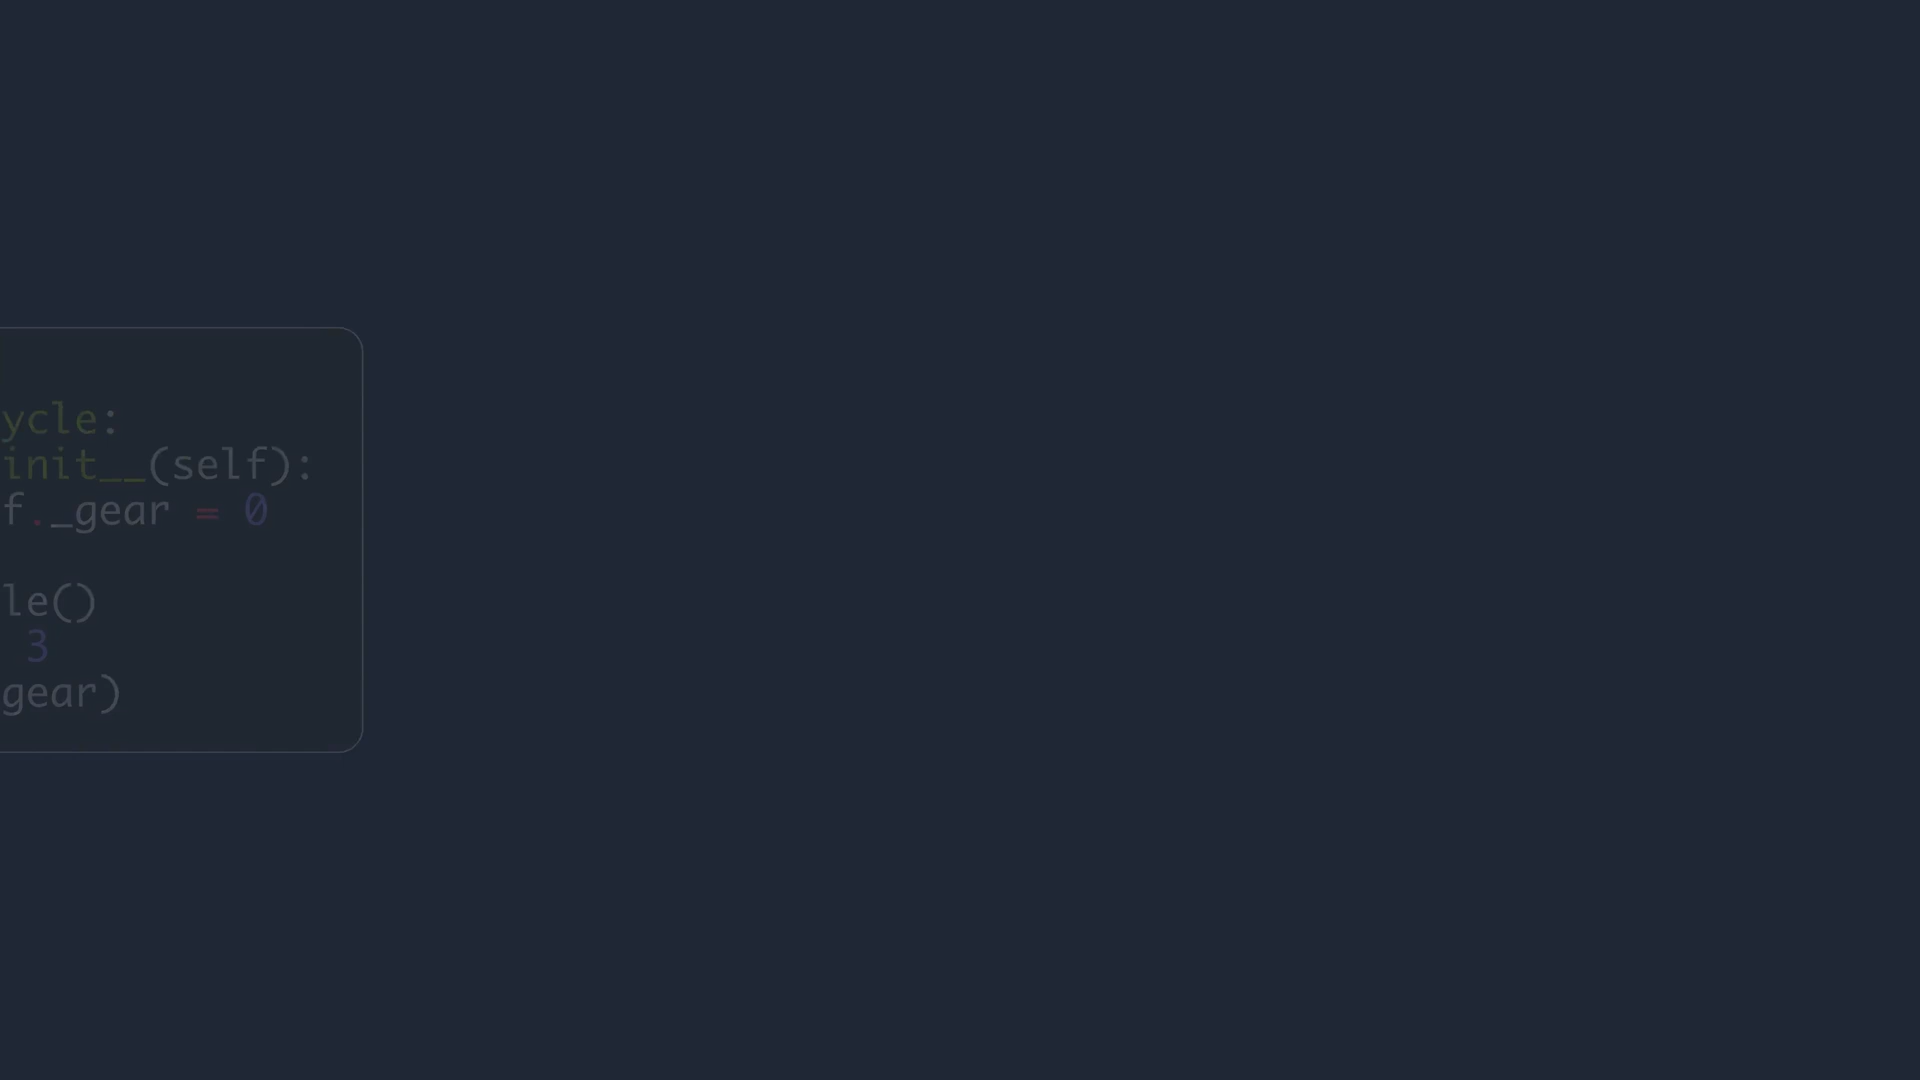 ycle:
init__(self):
f._gear = 0
le()
3
gear)